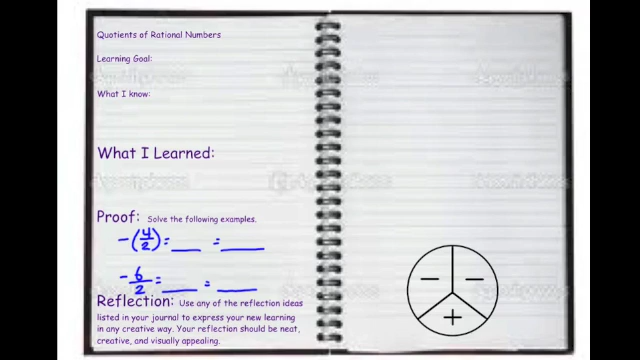 Quotients of Rational Numbers
Learning Goal:
What I know:
What I Learned:
Proof: Solve the following examples.
-(4/2) = ___ = ___
-6/2 = ___ = ___
Reflection: Use any of the reflection ideas
listed in your journal to express your new learning
in any creative way. Your reflection should be neat,
creative, and visually appealing.
− −
+